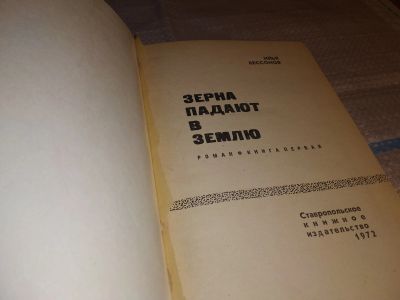 ИЛЬЯ
БЕССОНОВ
ЗЕРНА
ПАДАЮТ
В
ЗЕМЛЮ
РОМАН ● КНИГА ПЕРВАЯ
Ставропольское
книжное
издательство
1972